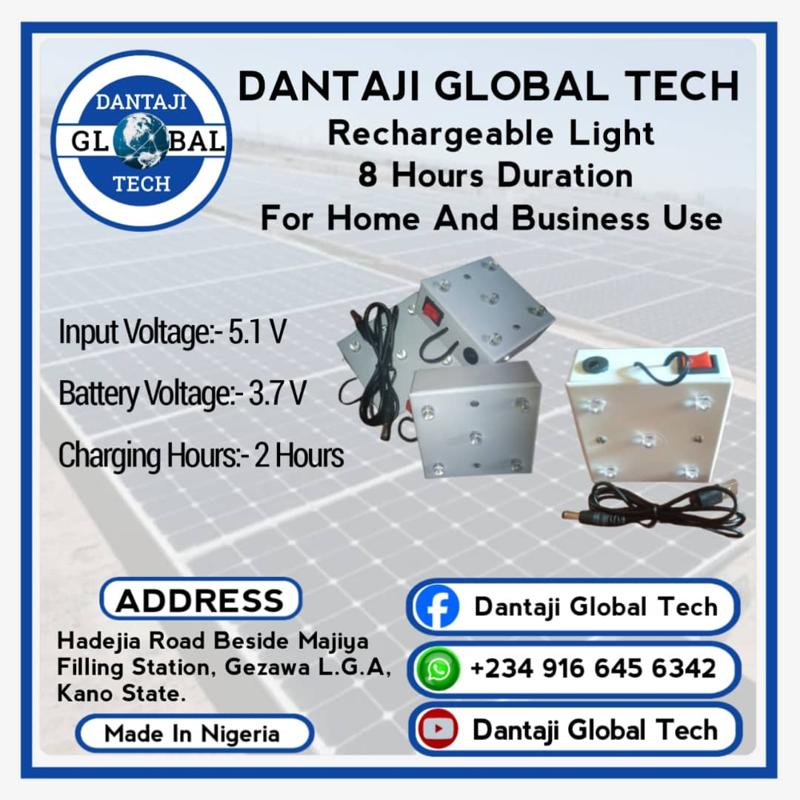 DANTAJI
GLOBAL
TECH
DANTAJI GLOBAL TECH
Rechargeable Light
8 Hours Duration
For Home And Business Use
Input Voltage:- 5.1 V
Battery Voltage:- 3.7 V
Charging Hours:- 2 Hours
ADDRESS
Hadejia Road Beside Majiya
Filling Station, Gezawa L.G.A,
Kano State.
Made In Nigeria
Dantaji Global Tech
+234 916 645 6342
Dantaji Global Tech